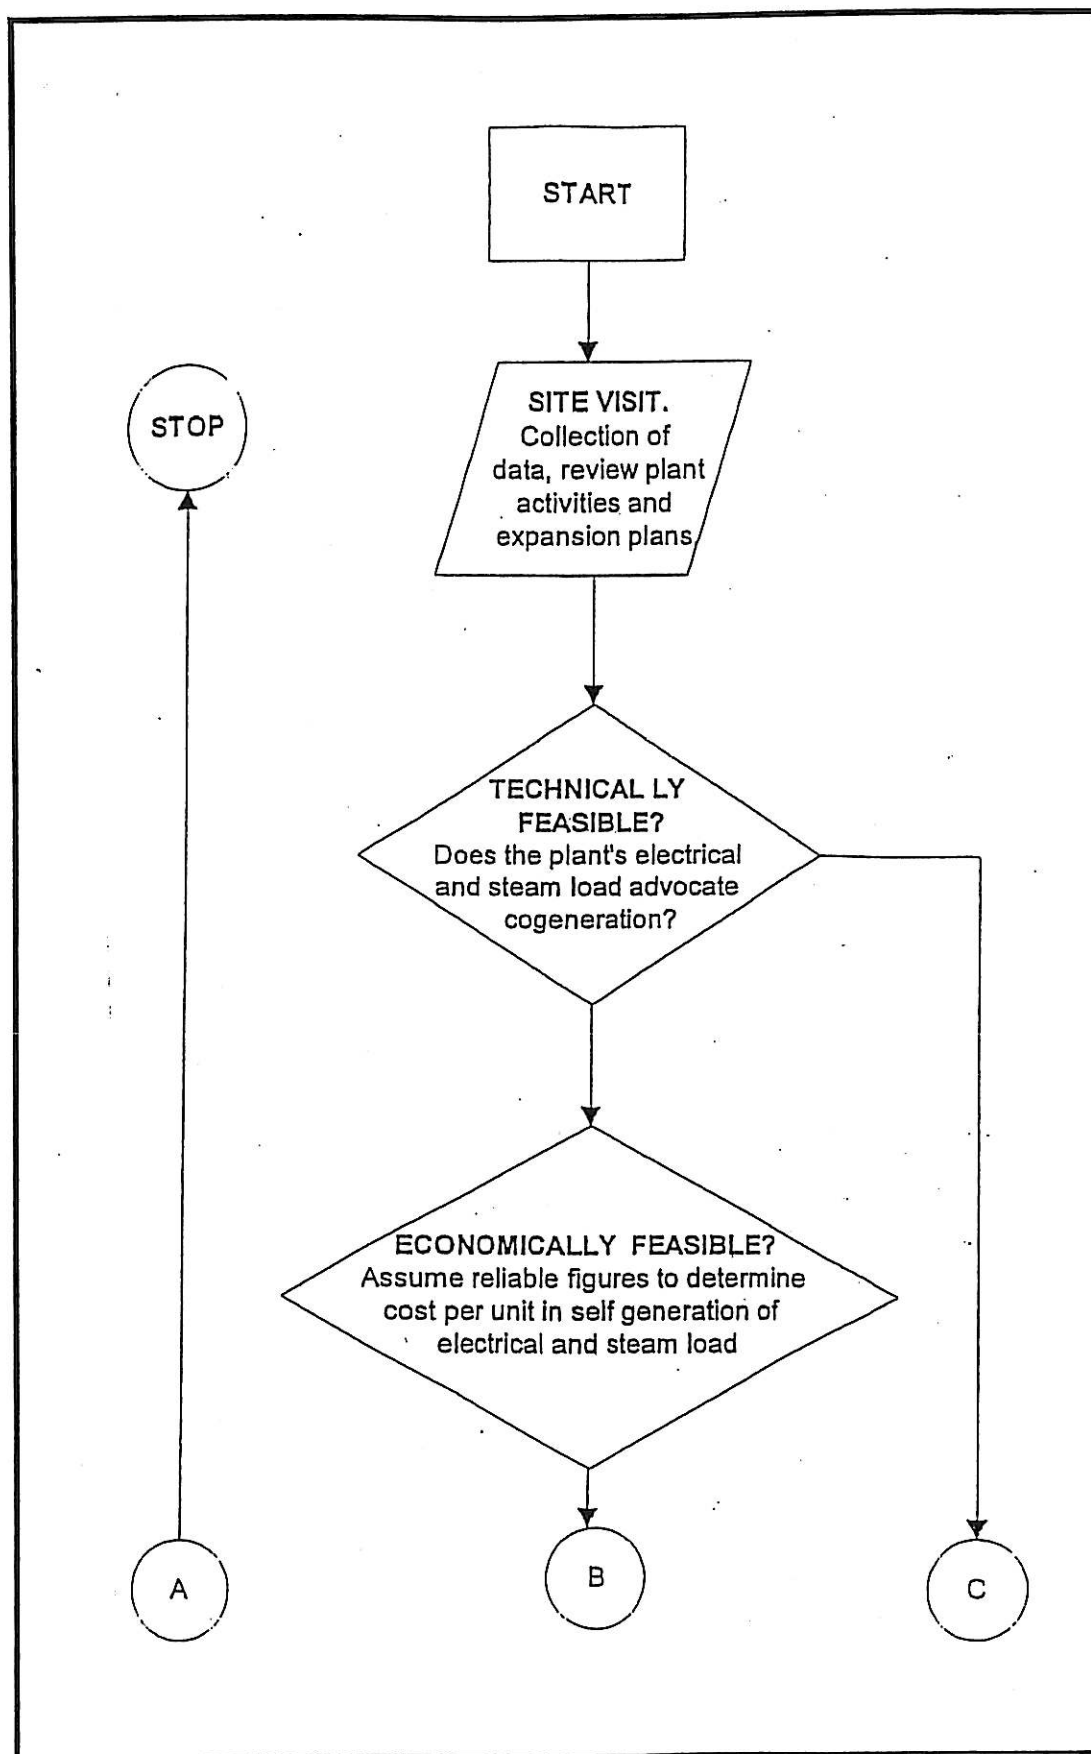 START
STOP
SITE VISIT.
Collection of
data, review plant
activities and
expansion plans
TECHNICAL LY
FEASIBLE?
Does the plant's electrical
and steam load advocate
cogeneration?
ECONOMICALLY FEASIBLE?
Assume reliable figures to determine
cost per unit in self generation of
electrical and steam load
A
B
C